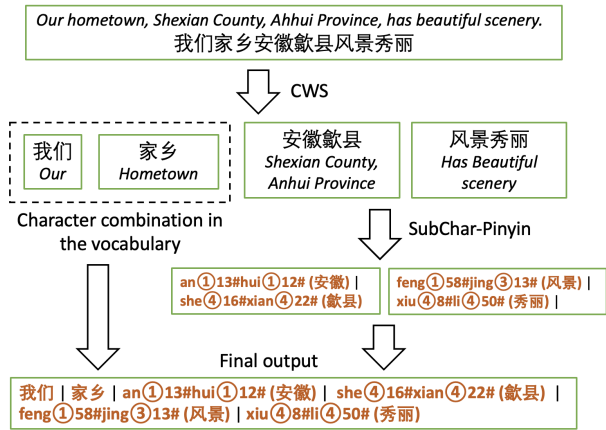 Our hometown, Shexian County, Ahhui Province, has beautiful scenery.
我们家乡安徽歙县风景秀丽
CWS
我们
Our
家乡
Hometown
安徽歙县
Shexian County,
Anhui Province
风景秀丽
Has Beautiful
scenery
Character combination in
the vocabulary
SubChar-Pinyin
an①13#hui①12# (安徽) |
she④16#xian④22# (歙县)
feng①58#jing③13# (风景) |
xiu④8#li④50# (秀丽) |
Final output
我们 | 家乡 | an①13#hui①12# (安徽) | she④16#xian④22# (歙县) |
feng①58#jing③13# (风景) | xiu④8#li④50# (秀丽)